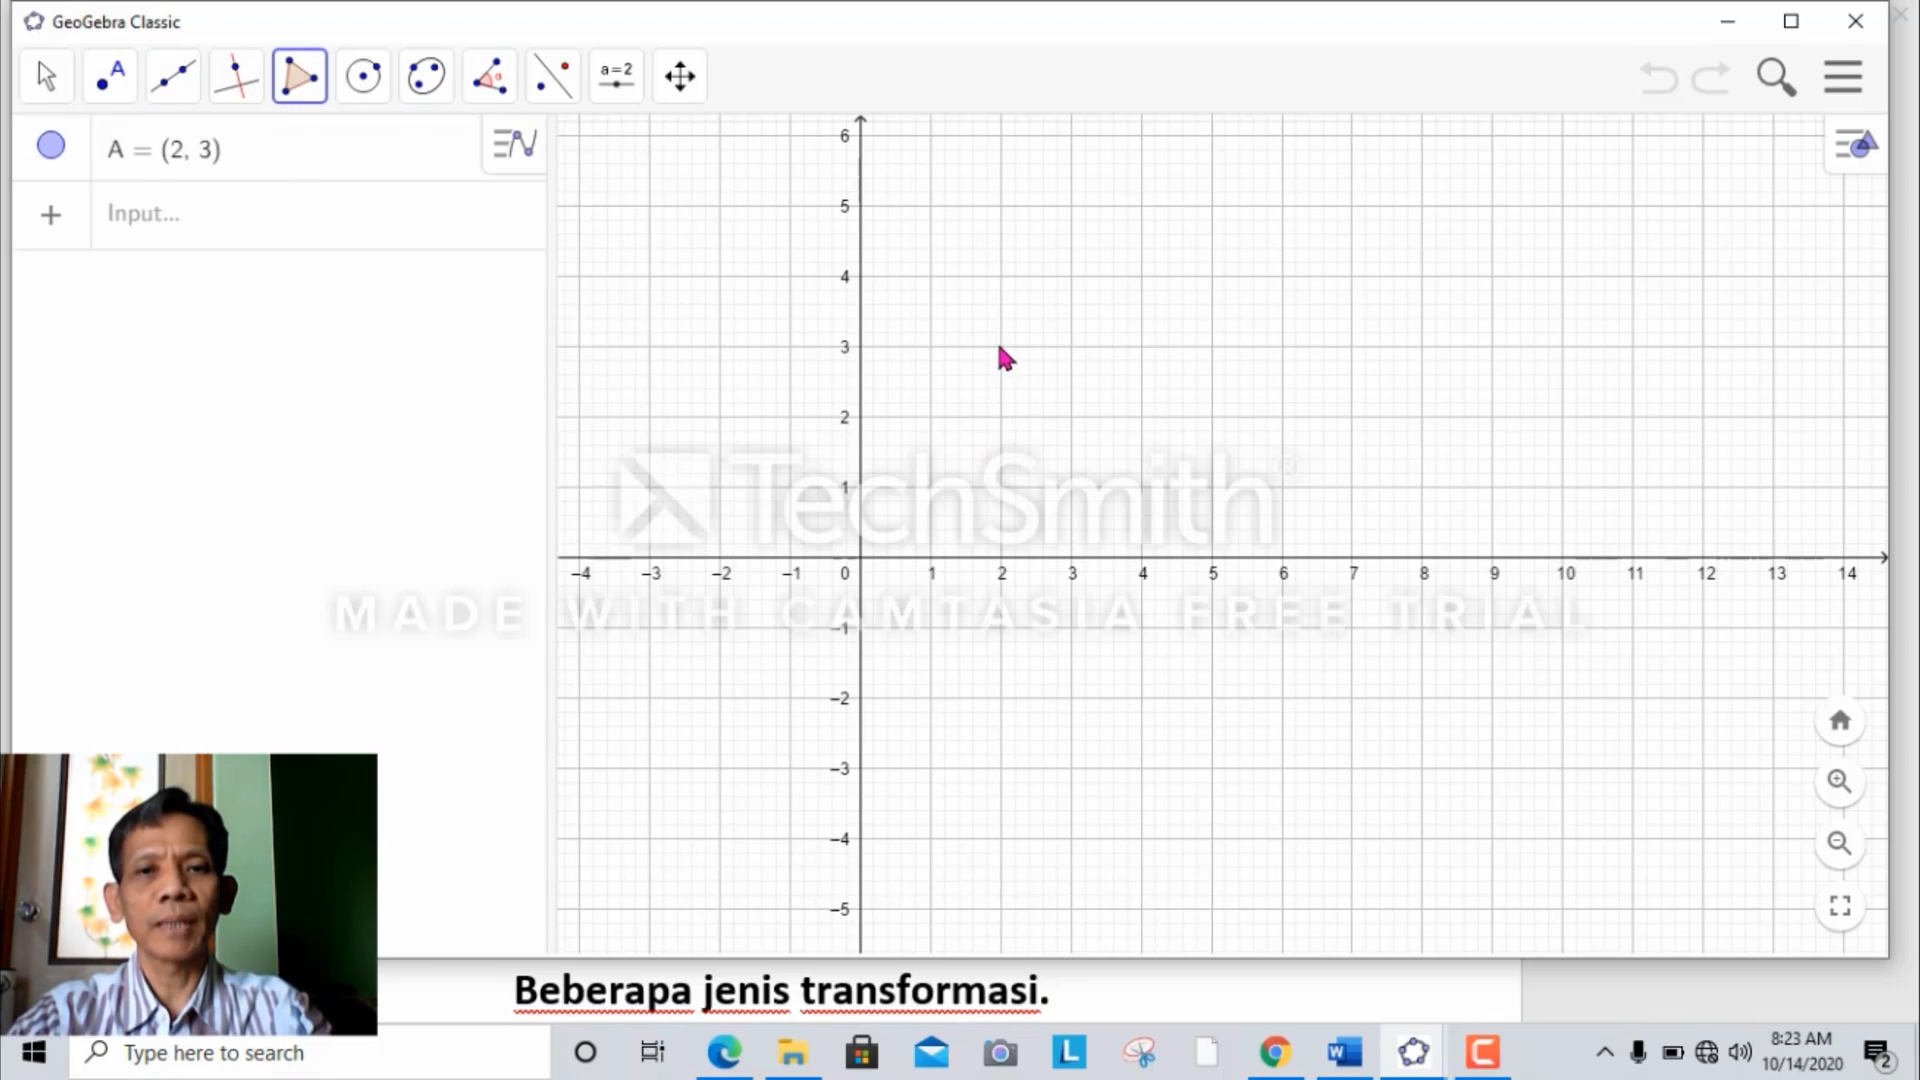 GeoGebra Classic
A
a=2
A = (2, 3)
Input...
6
5
4
3
2
1
–4 –3 –2 –1 0 1 2 3 4 5 6 7 8 9 10 11 12 13 14
–1
–2
–3
–4
–5
TechSmith®
MADE WITH CAMTASIA FREE TRIAL
Beberapa jenis transformasi.
Type here to search
L
W
C
8:23 AM
10/14/2020
2